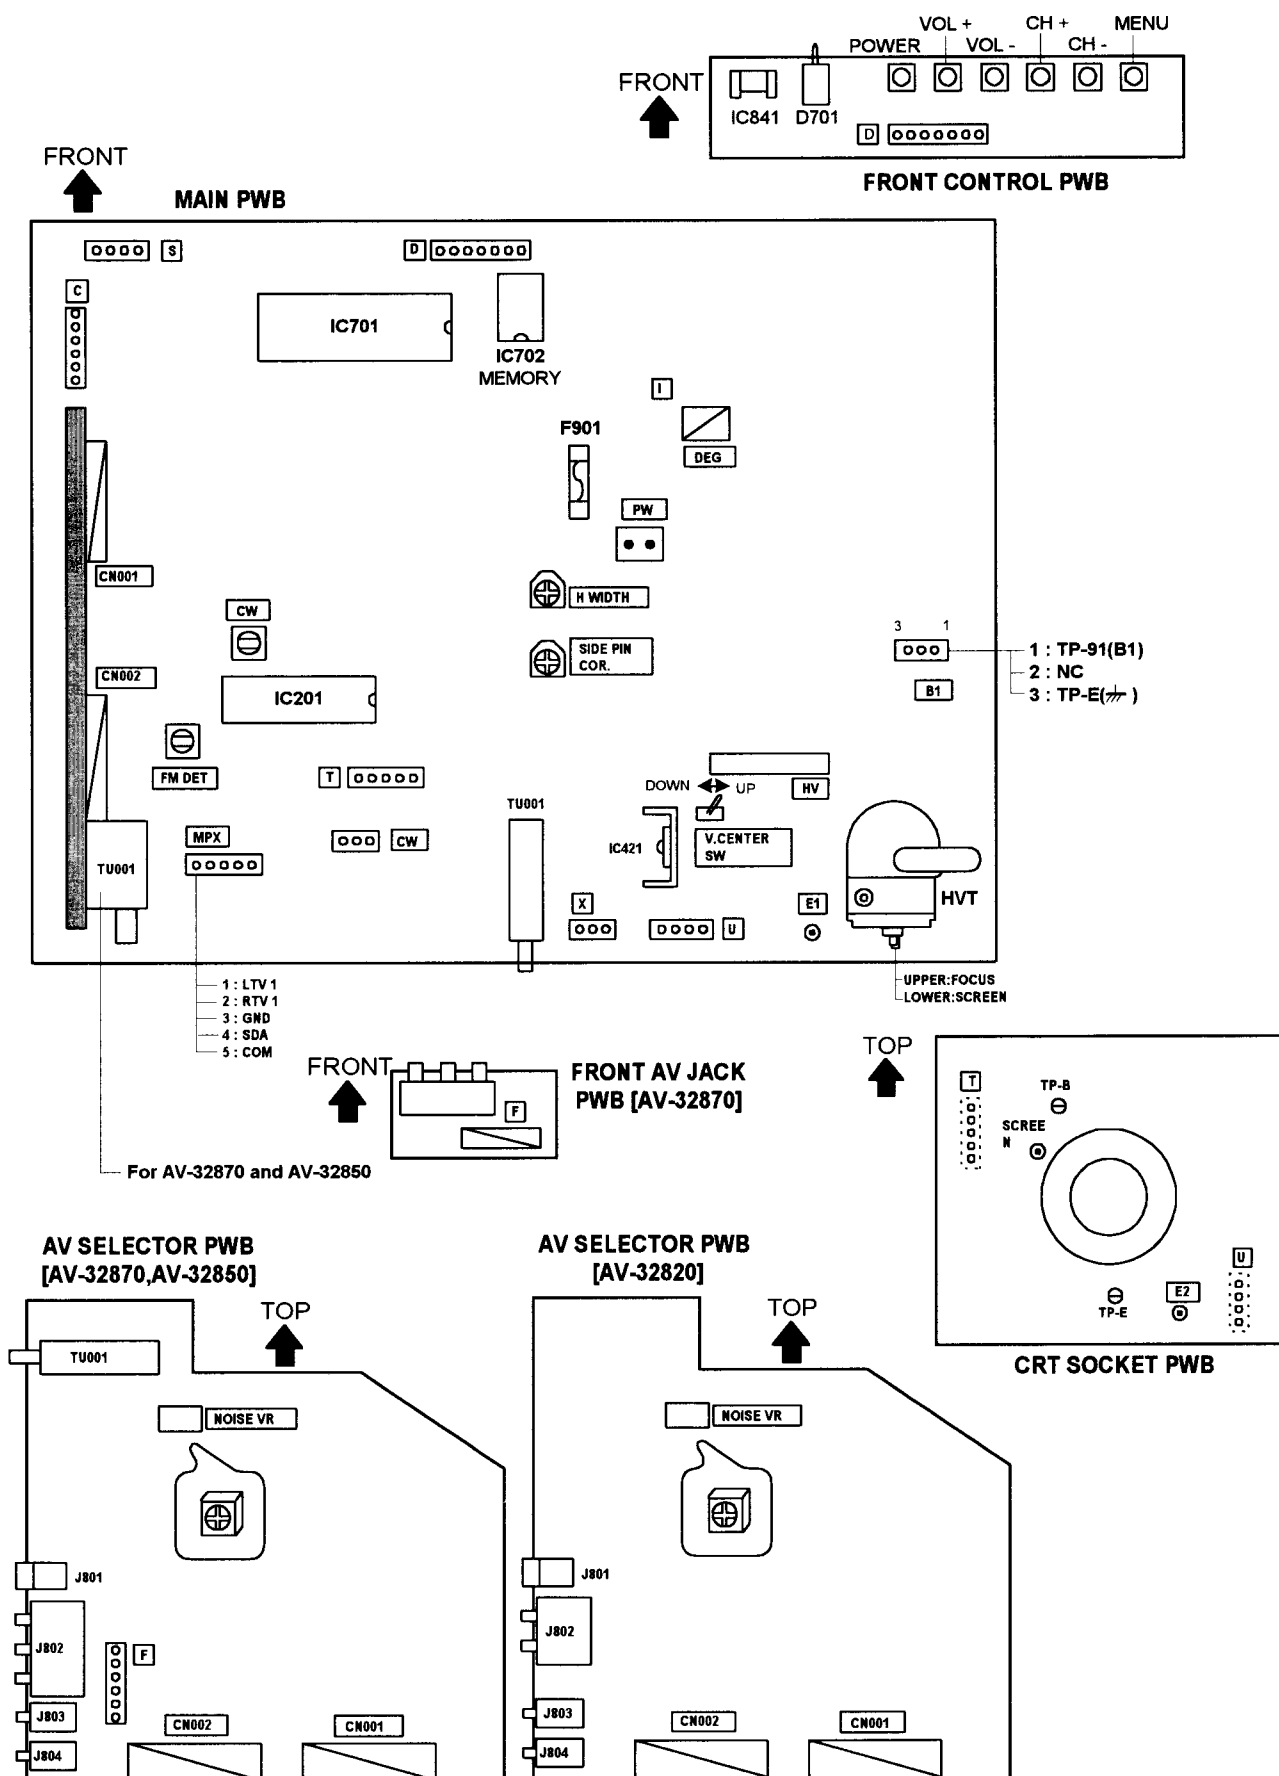 VOL + CH + MENU
POWER VOL - CH -
FRONT
IC841 D701
D
FRONT CONTROL PWB
FRONT
MAIN PWB
S
D
C
IC701
IC702
MEMORY
I
F901
DEG
PW
CN001
H WIDTH
CW
SIDE PIN
COR.
3 1
1 : TP-91(B1)
2 : NC
3 : TP-E( )
B1
CN002
IC201
FM DET
T
DOWN UP
HV
TU001
MPX
CW
IC421
V.CENTER
SW
TU001
X
U
E1
HVT
UPPER:FOCUS
LOWER:SCREEN
1 : LTV 1
2 : RTV 1
3 : GND
4 : SDA
5 : COM
FRONT
FRONT AV JACK
PWB [AV-32870]
F
For AV-32870 and AV-32850
TOP
T
TP-B
SCREE
N
U
E2
TP-E
CRT SOCKET PWB
AV SELECTOR PWB
[AV-32870,AV-32850]
TOP
TU001
NOISE VR
J801
J802
F
J803
J804
CN002
CN001
AV SELECTOR PWB
[AV-32820]
TOP
NOISE VR
J801
J802
J803
J804
CN002
CN001